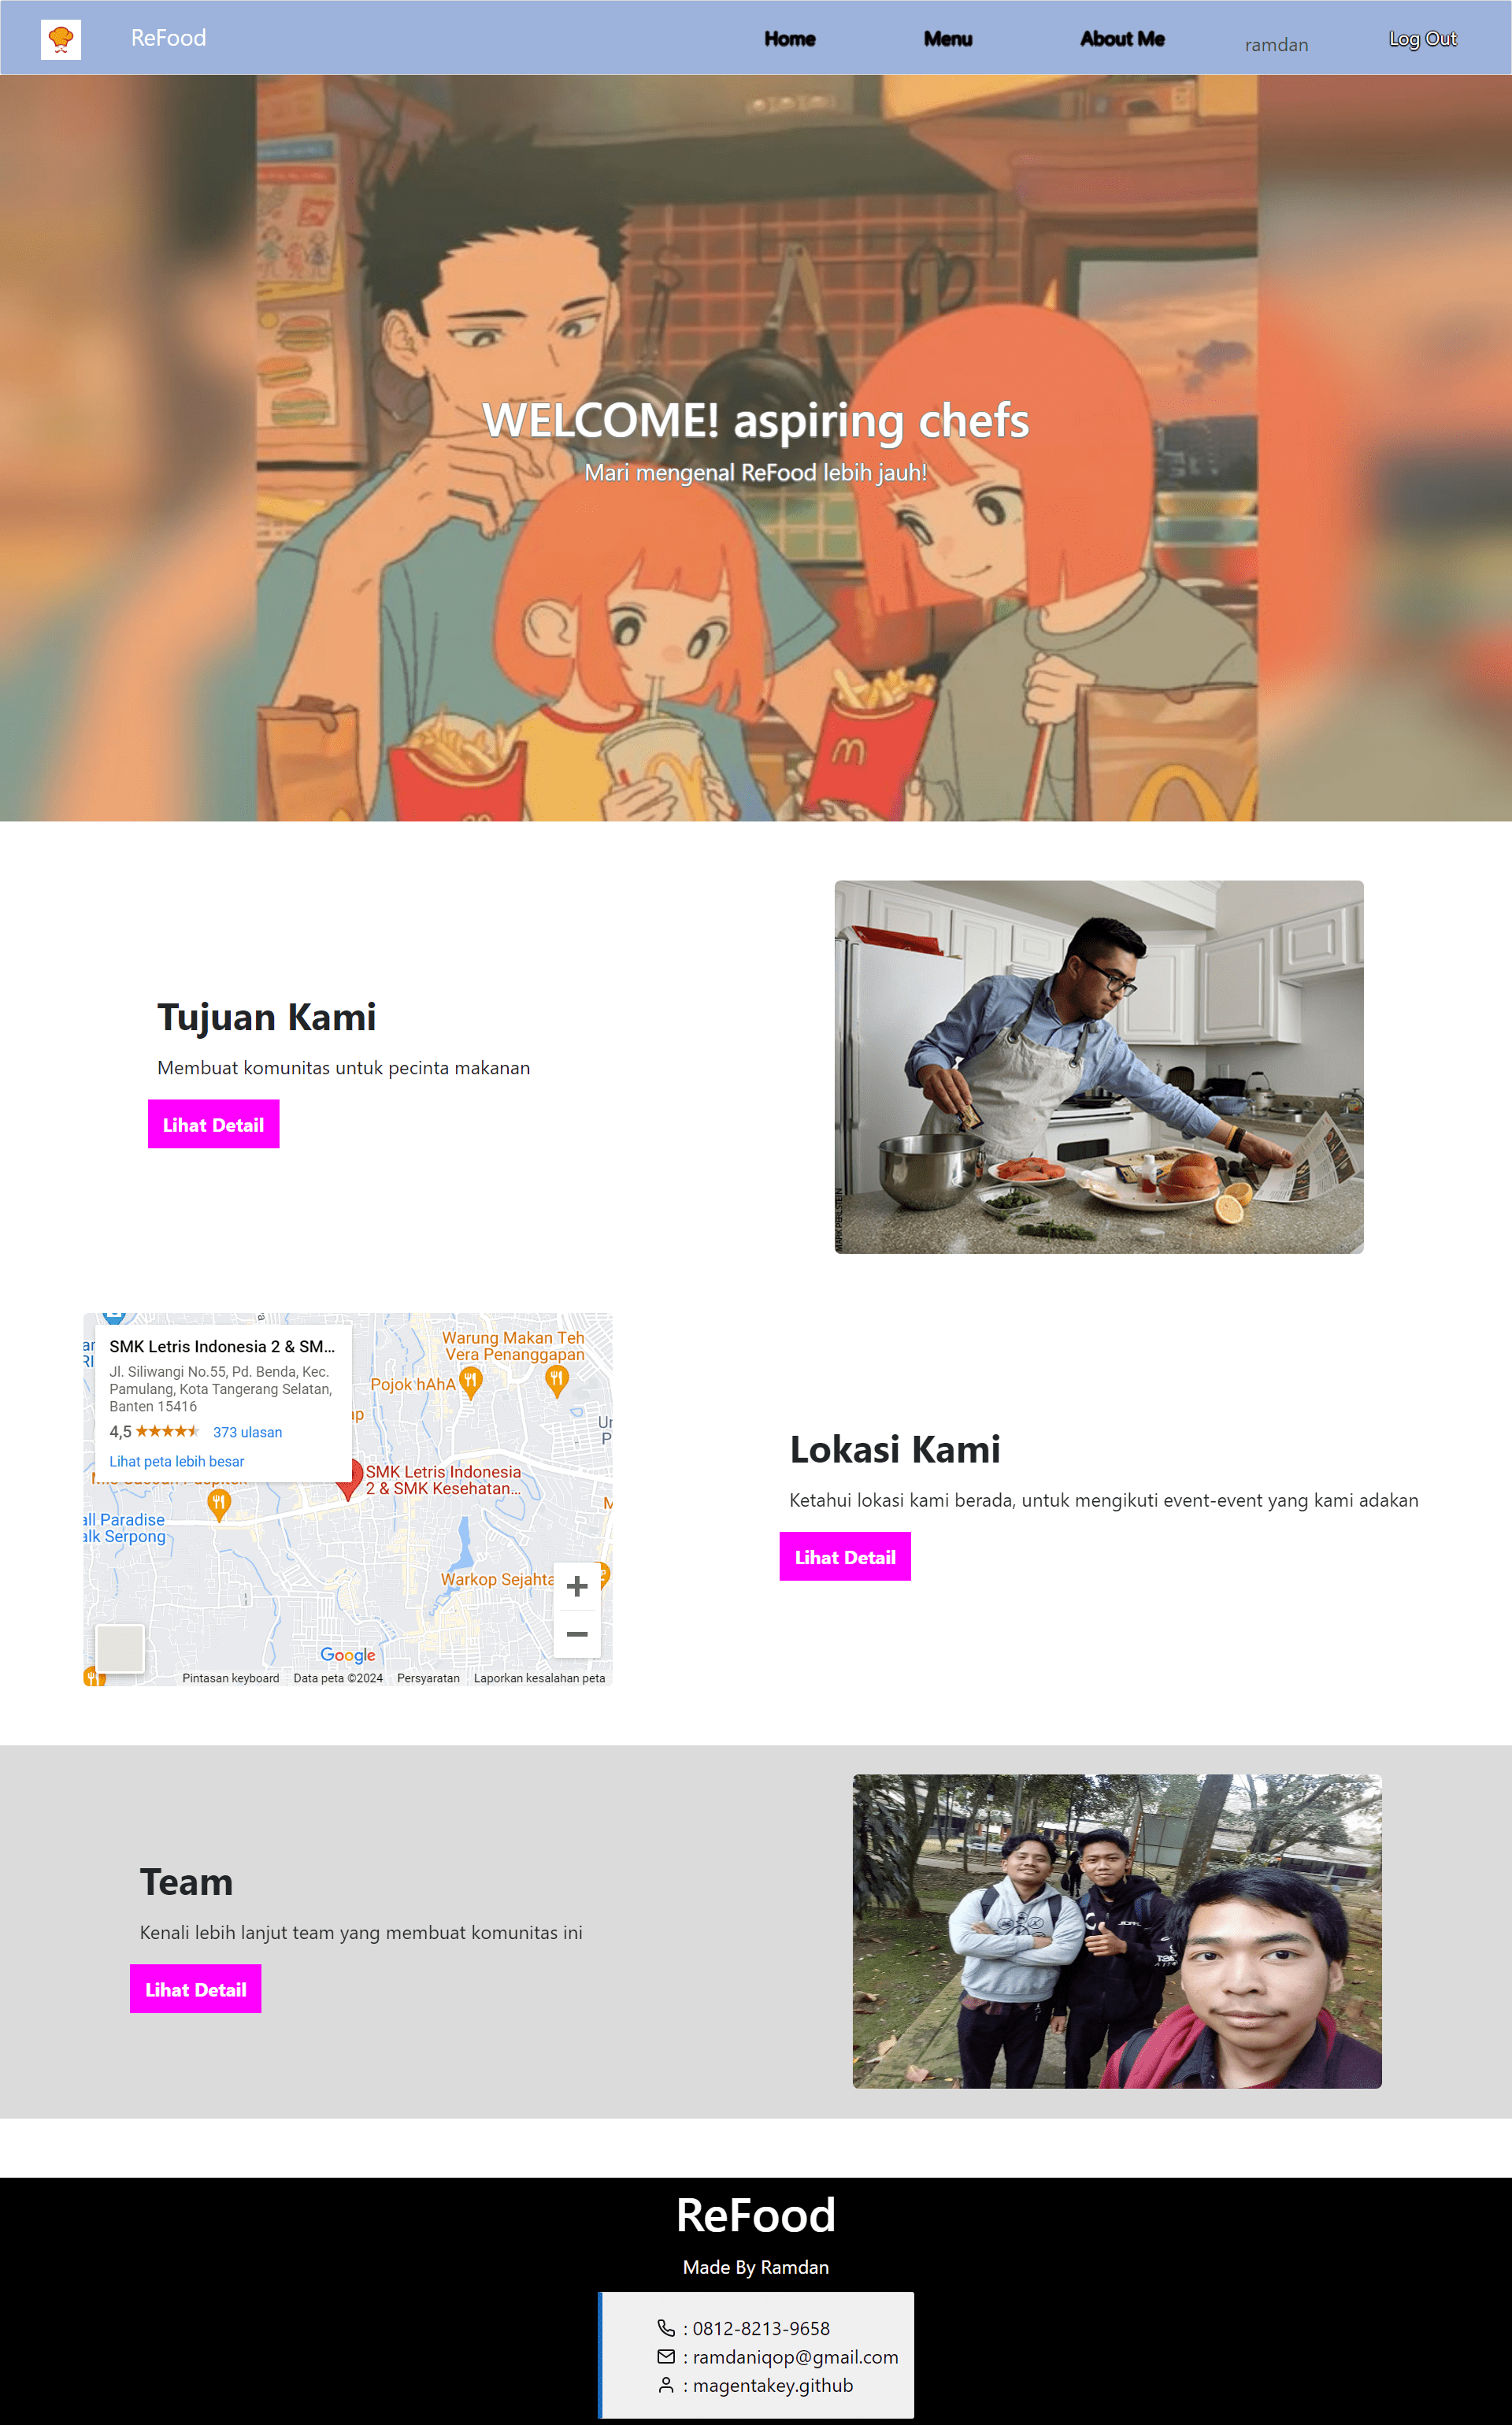 ReFood
Home
Menu
About Me
ramdan
Log Out
WELCOME! aspiring chefs
Mari mengenal ReFood lebih jauh!
Tujuan Kami
Membuat komunitas untuk pecinta makanan
Lihat Detail
SMK Letris Indonesia 2 & SM...
Jl. Siliwangi No.55, Pd. Benda, Kec.
Pamulang, Kota Tangerang Selatan,
Banten 15416
4,5
373 ulasan
Lihat peta lebih besar
Warung Makan Teh
Vera Penanggapan
Pojok hAhA
SMK Letris Indonesia
2 & SMK Kesehatan...
all Paradise
alk Serpong
Warkop Sejahta
Google
Pintasan keyboard
Data peta ©2024
Persyaratan
Laporkan kesalahan peta
Lokasi Kami
Ketahui lokasi kami berada, untuk mengikuti event-event yang kami adakan
Lihat Detail
Team
Kenali lebih lanjut team yang membuat komunitas ini
Lihat Detail
ReFood
Made By Ramdan
: 0812-8213-9658
: ramdaniqop@gmail.com
: magentakey.github